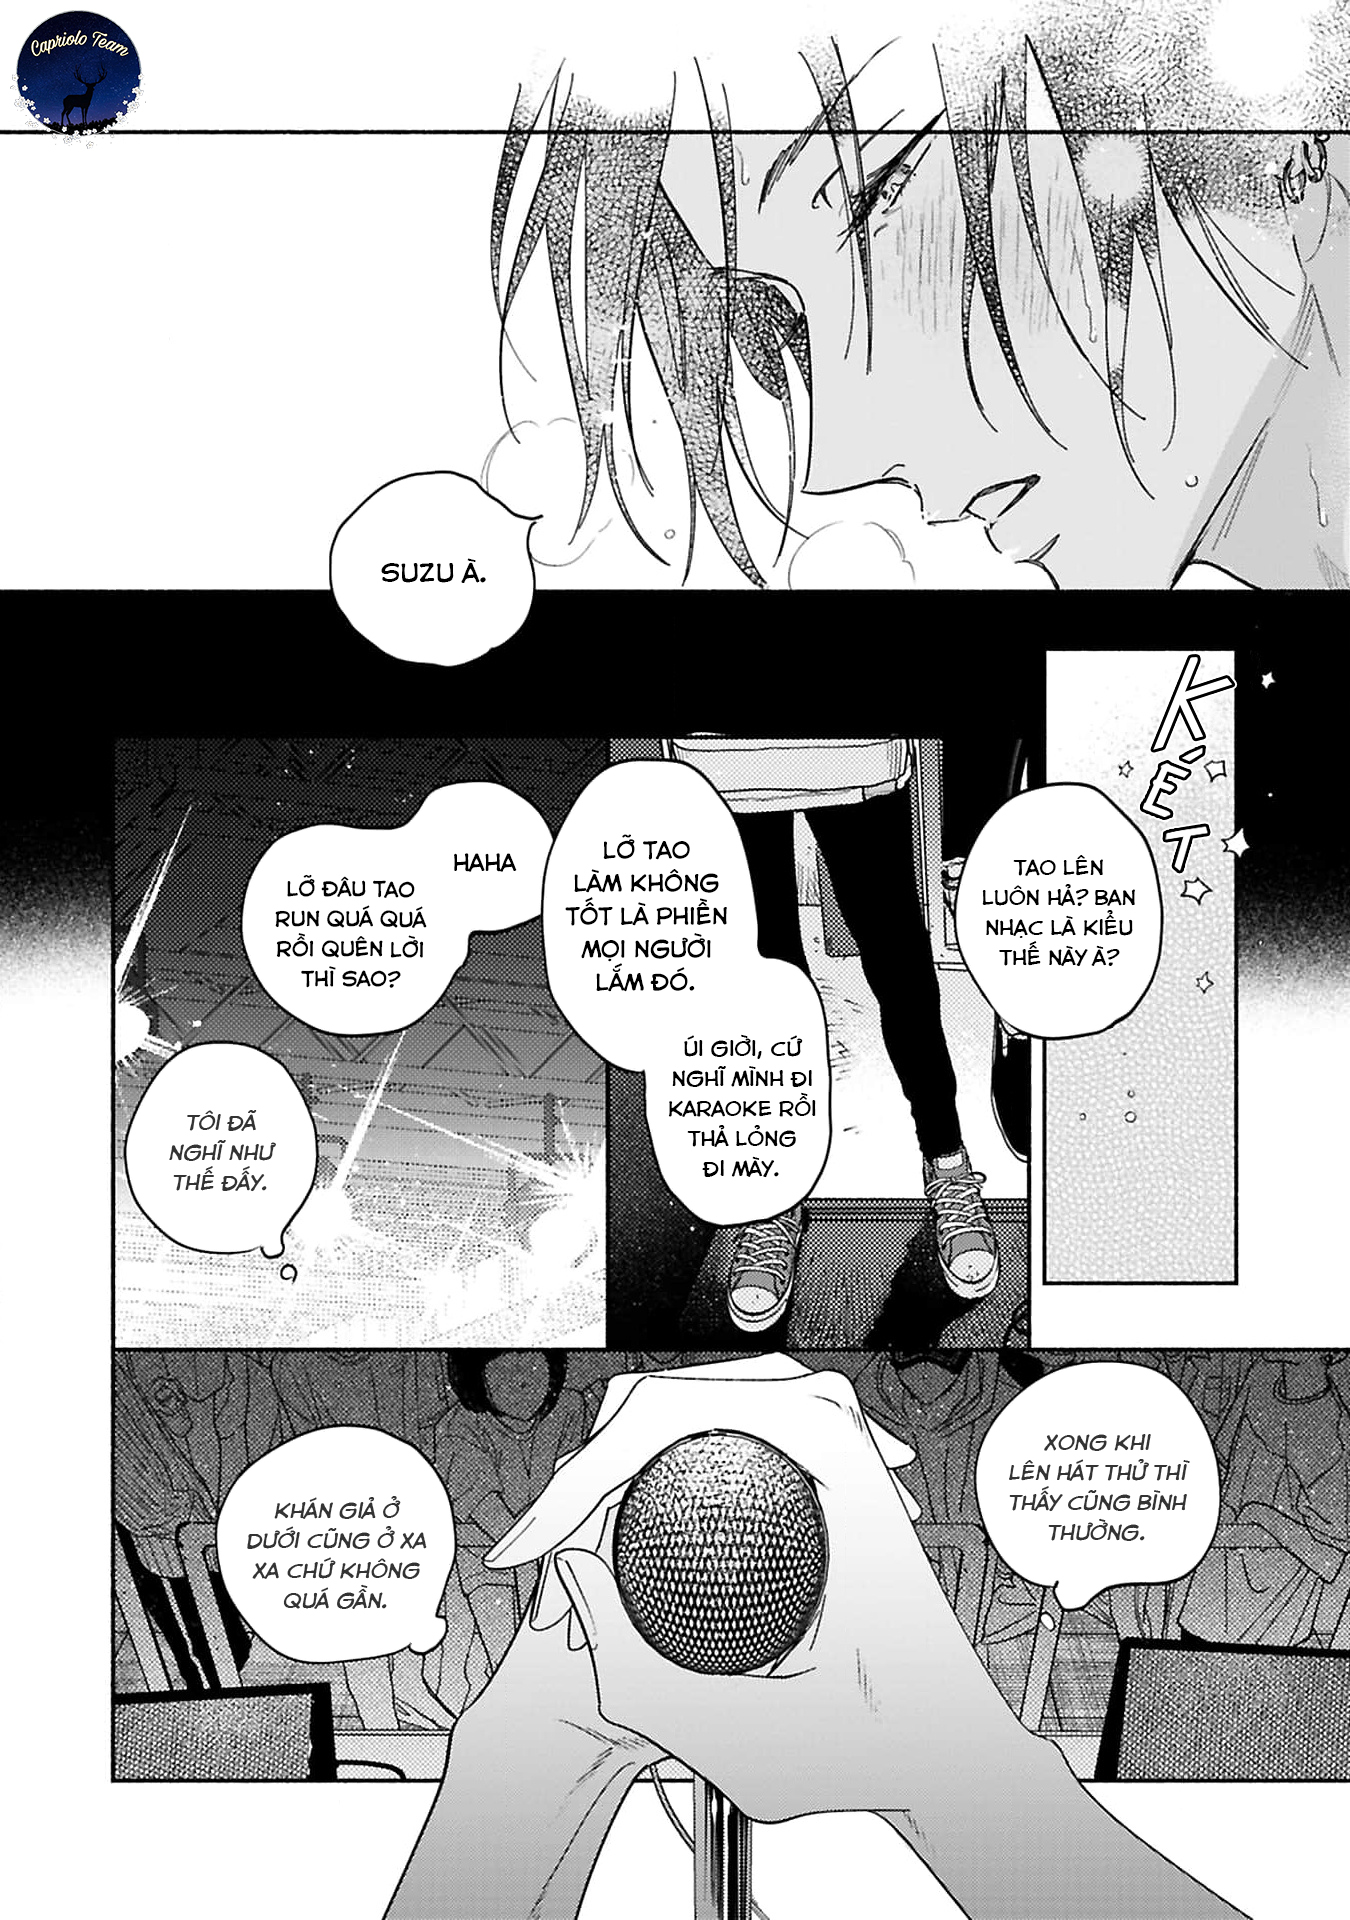 Capriolo Team
SUZU À.
KÉT
TAO LÊN
LUÔN HẢ? BAN
NHẠC LÀ KIỂU
THẾ NÀY À?
LỠ TAO
LÀM KHÔNG
TỐT LÀ PHIỀN
MỌI NGƯỜI
LẮM ĐÓ.
ÚI GIỜI, CỨ
NGHĨ MÌNH ĐI
KARAOKE RỒI
THẢ LỎNG
ĐI MÀY.
HAHA
LỠ ĐÂU TAO
RUN QUÁ QUÁ
RỒI QUÊN LỜI
THÌ SAO?
TÔI ĐÃ
NGHĨ NHƯ
THẾ ĐẤY.
XONG KHI
LÊN HÁT THỬ THÌ
THẤY CŨNG BÌNH
THƯỜNG.
KHÁN GIẢ Ở
DƯỚI CŨNG Ở XA
XA CHỨ KHÔNG
QUÁ GẦN.